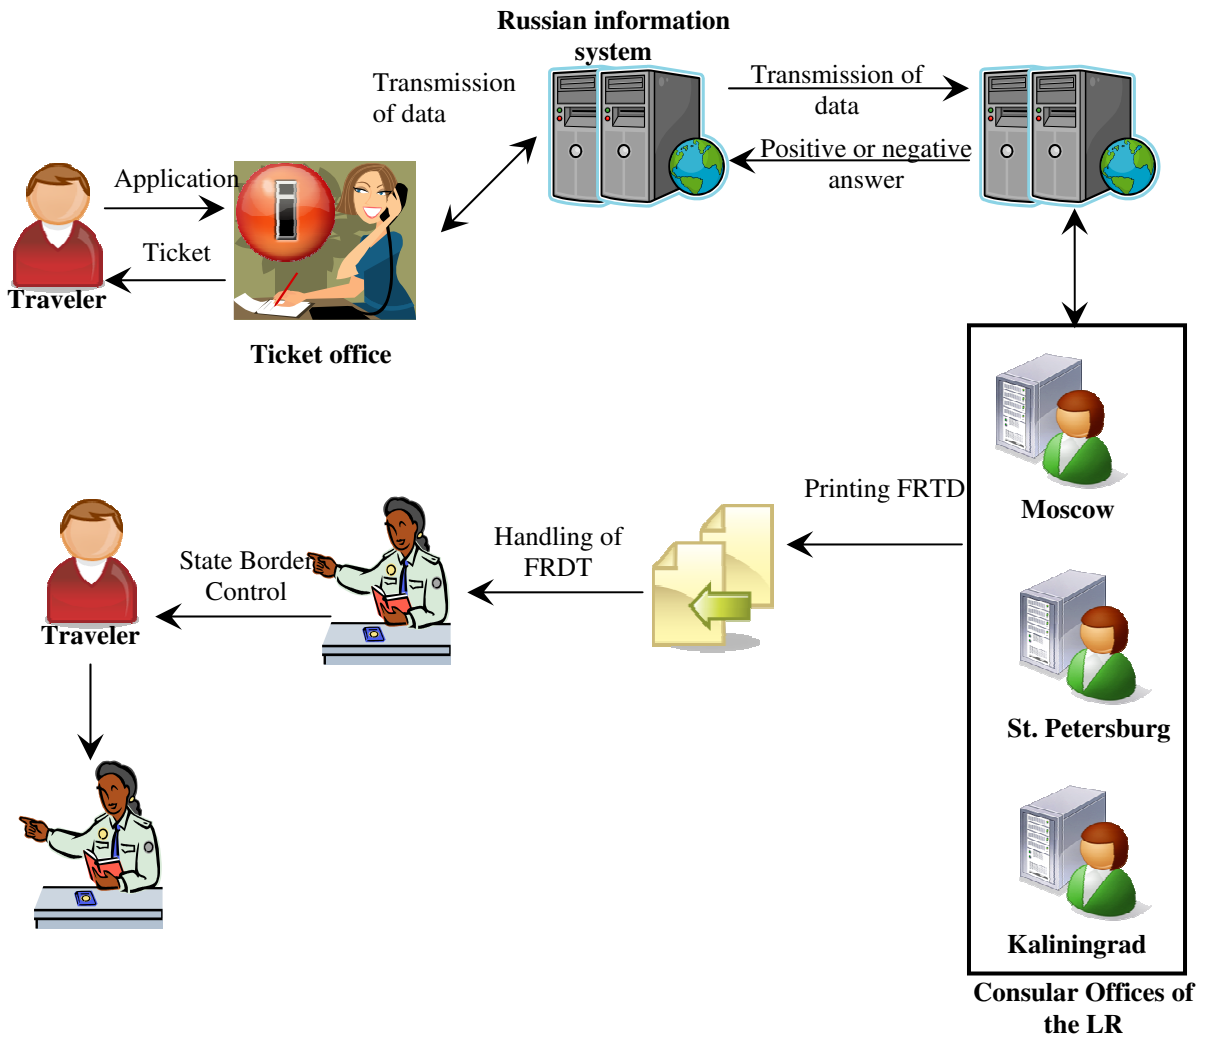 Russian information
system
Transmission
of data
Transmission of
data
Positive or negative
answer
Application
Ticket
Traveler
Ticket office
Moscow
Printing FRTD
Handling of
FRDT
State Border
Control
Traveler
St. Petersburg
Kaliningrad
Consular Offices of
the LR